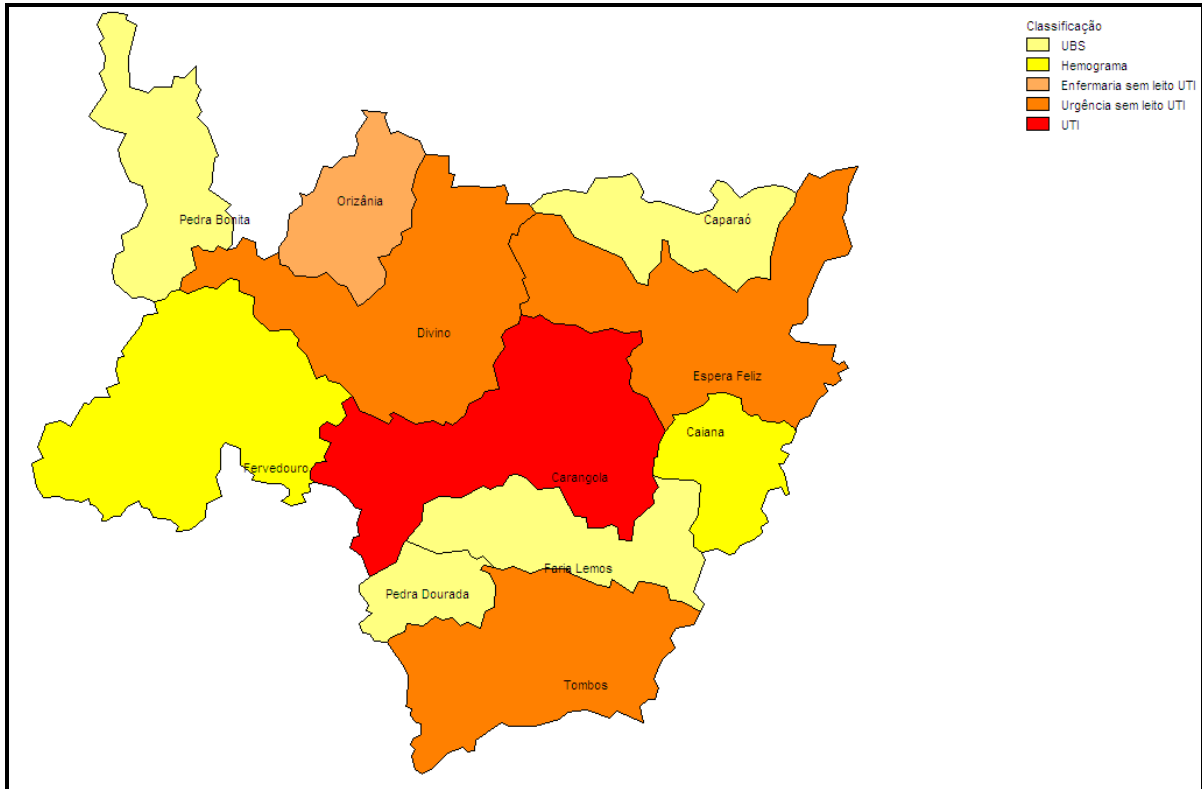 Classificação
UBS
Hemograma
Enfermaria sem leito UTI
Urgência sem leito UTI
UTI
Orizânia
Pedra Bonita
Caparaó
Divino
Espera Feliz
Caiana
Fervedouro
Carangola
Faria Lemos
Pedra Dourada
Tombos